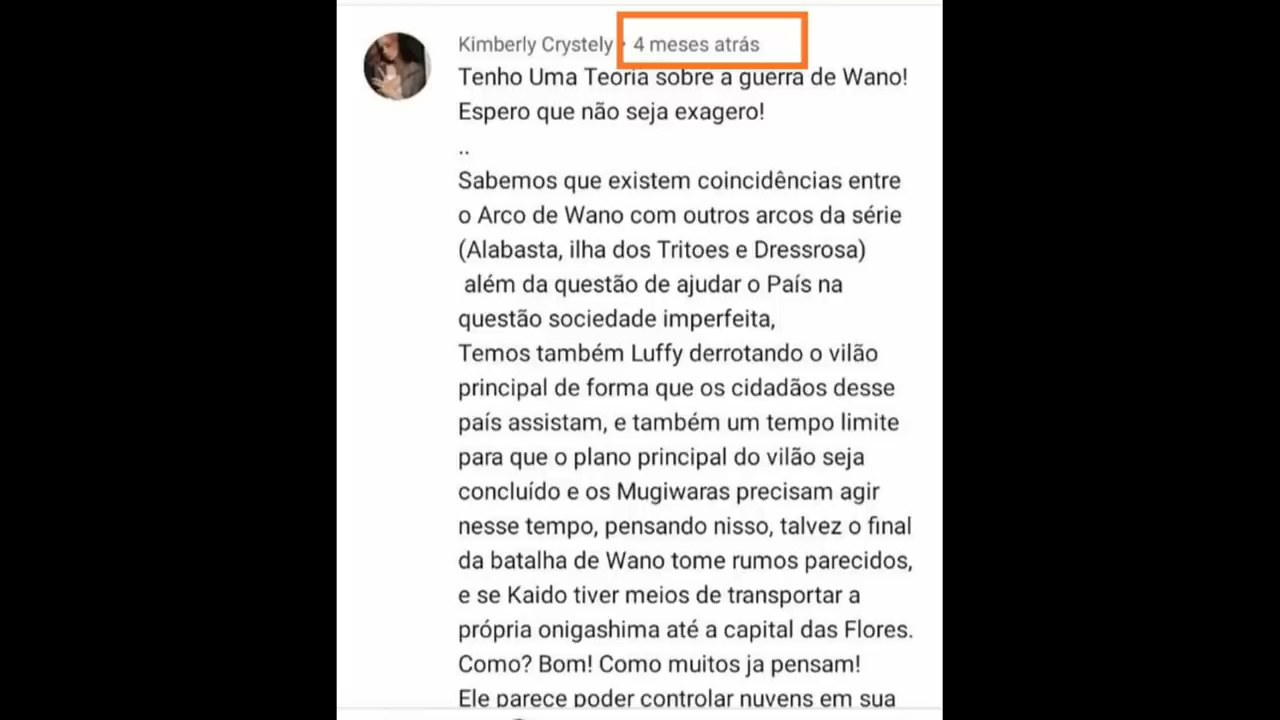 Kimberly Crystely • 4 meses atrás
Tenho Uma Teoria sobre a guerra de Wano!
Espero que não seja exagero!
..
Sabemos que existem coincidências entre
o Arco de Wano com outros arcos da série
(Alabasta, ilha dos Tritoes e Dressrosa)
além da questão de ajudar o País na
questão sociedade imperfeita,
Temos também Luffy derrotando o vilão
principal de forma que os cidadãos desse
país assistam, e também um tempo limite
para que o plano principal do vilão seja
concluído e os Mugiwaras precisam agir
nesse tempo, pensando nisso, talvez o final
da batalha de Wano tome rumos parecidos,
e se Kaido tiver meios de transportar a
própria onigashima até a capital das Flores.
Como? Bom! Como muitos ja pensam!
Ele parece poder controlar nuvens em sua